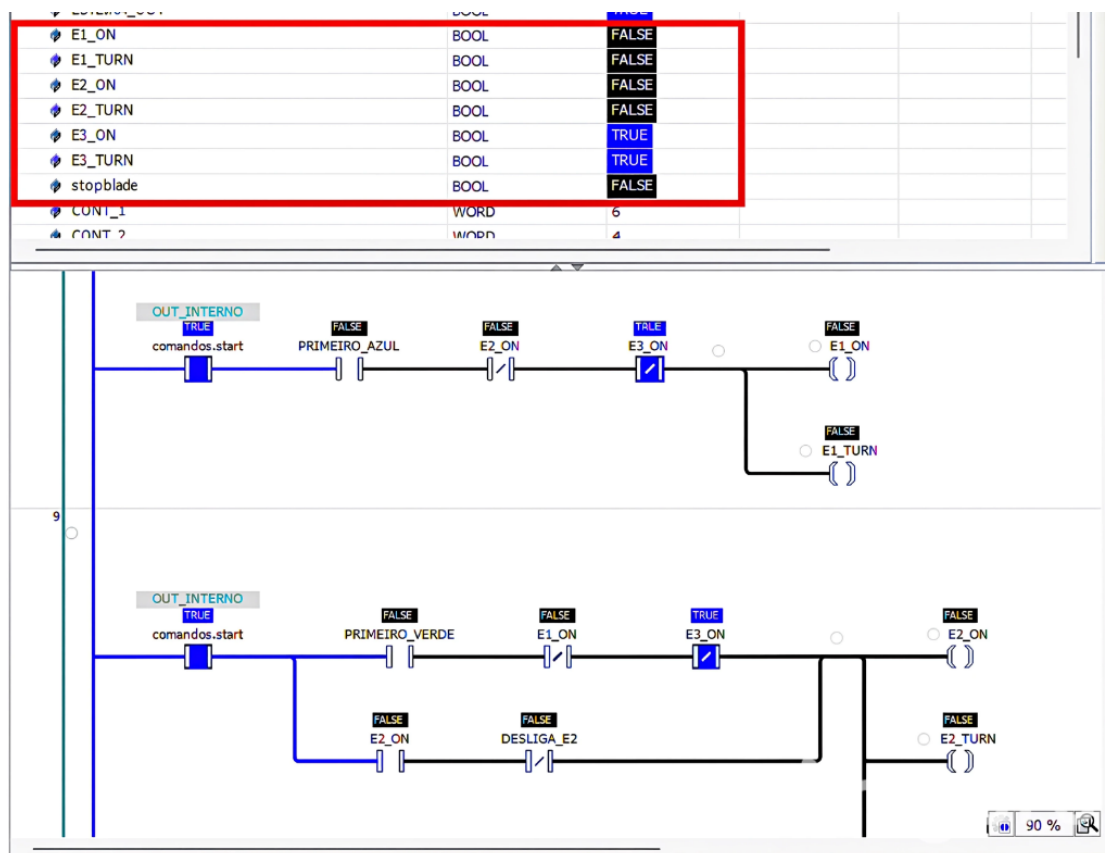 E1_ON BOOL FALSE
E1_TURN BOOL FALSE
E2_ON BOOL FALSE
E2_TURN BOOL FALSE
E3_ON BOOL TRUE
E3_TURN BOOL TRUE
stopblade BOOL FALSE
CONT_1 WORD 6
CONT_2 WORD 4
OUT_INTERNO
TRUE FALSE FALSE FALSE
comandos.start PRIMEIRO_AZUL E2_ON E3_ON E1_ON
FALSE
E1_TURN
9
OUT_INTERNO
TRUE FALSE FALSE TRUE FALSE
comandos.start PRIMEIRO_VERDE E1_ON E3_ON E2_ON
FALSE FALSE FALSE
E2_ON DESLIGA_E2 E2_TURN
90 %